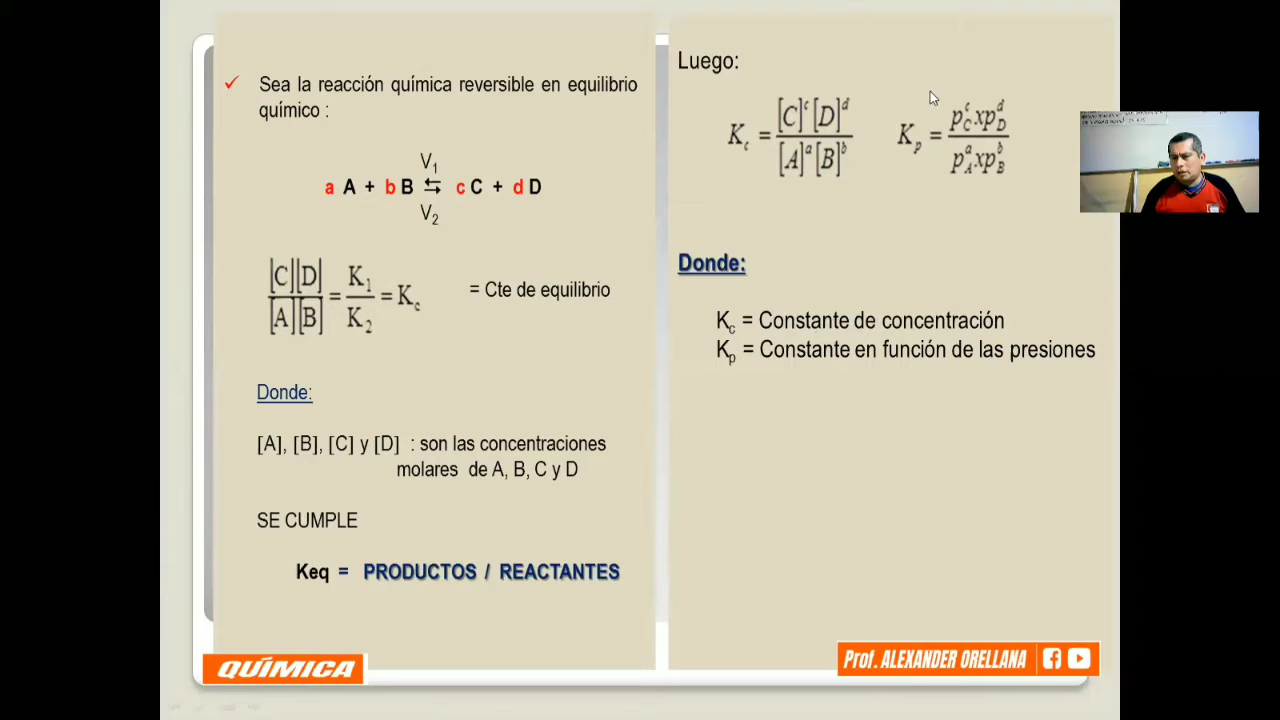 ✓ Sea la reacción química reversible en equilibrio
químico :
V1
a A + b B ⇆ c C + d D
V2
[C][D] / [A][B] = K1 / K2 = Kc = Cte de equilibrio
Donde:
[A], [B], [C] y [D] : son las concentraciones
molares de A, B, C y D
SE CUMPLE
Keq = PRODUCTOS / REACTANTES
QUÍMICA
Luego:
Kc = [C]^c [D]^d / [A]^a [B]^b Kp = p_C^c x p_D^d / p_A^a x p_B^b
Donde:
Kc = Constante de concentración
Kp = Constante en función de las presiones
Prof. ALEXANDER ORELLANA